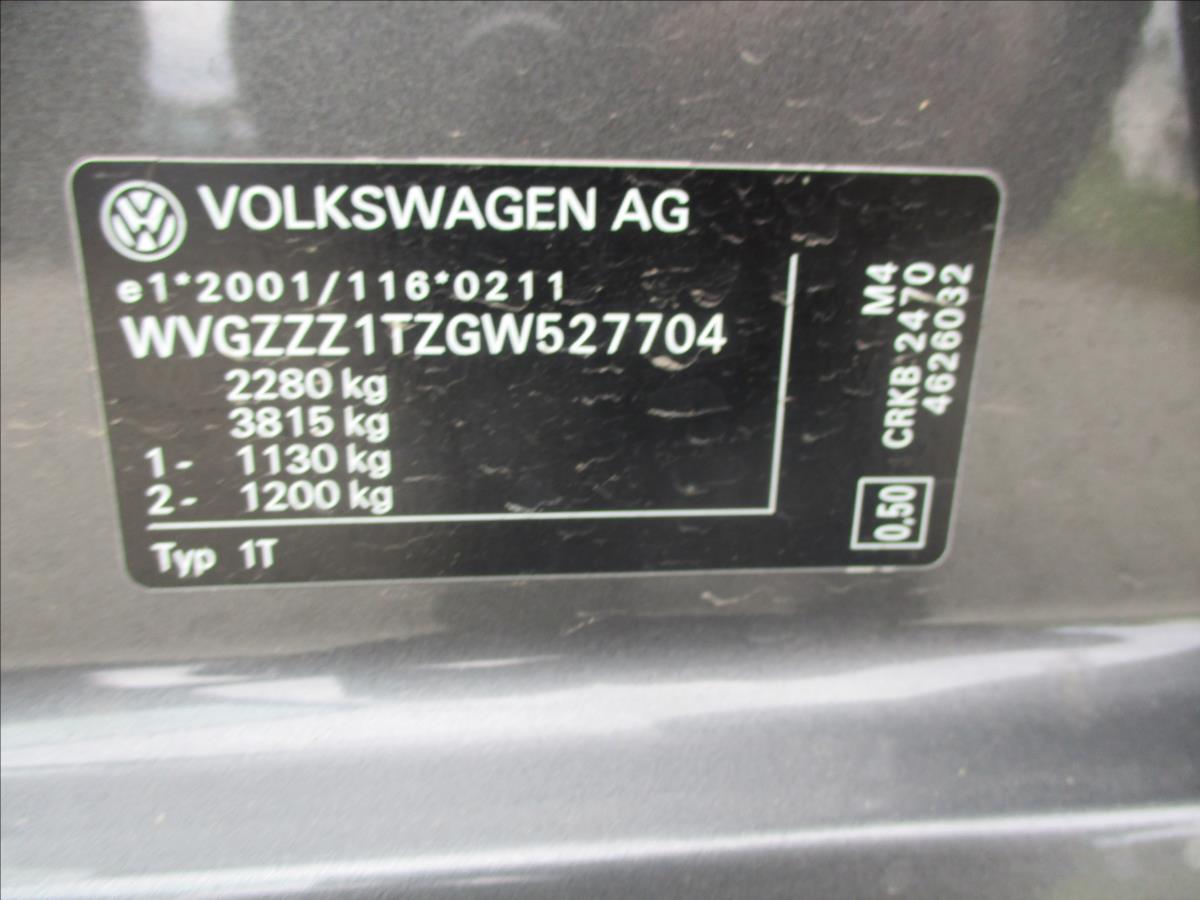 VOLKSWAGEN AG
e1*2001/116*0211
WVGZZZ1TZGW527704
2280 kg
3815 kg
1- 1130 kg
2- 1200 kg
Typ 1T
M4
CRKB 2470
4626032
0,50